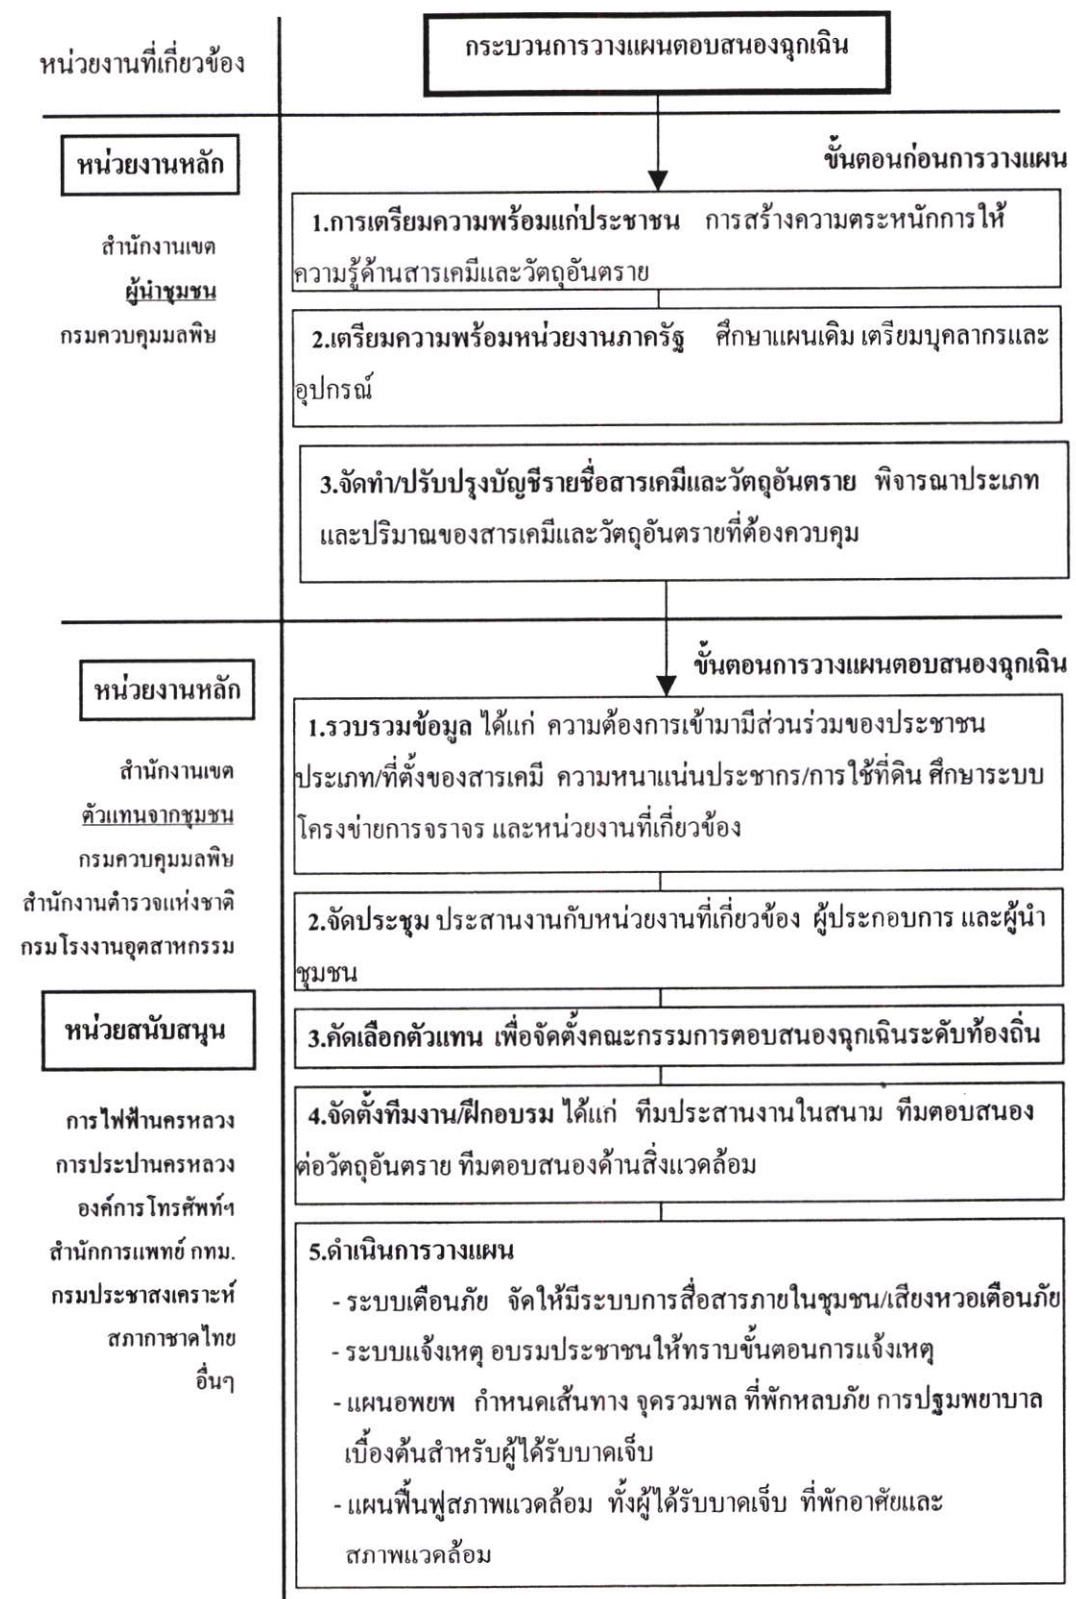 หน่วยงานที่เกี่ยวข้อง
กระบวนการวางแผนตอบสนองฉุกเฉิน
หน่วยงานหลัก
สำนักงานเขต
ผู้นำชุมชน
กรมควบคุมมลพิษ
ขั้นตอนก่อนการวางแผน
1.การเตรียมความพร้อมแก่ประชาชน การสร้างความตระหนักการให้
ความรู้ด้านสารเคมีและวัตถุอันตราย
2.เตรียมความพร้อมหน่วยงานภาครัฐ ศึกษาแผนเดิม เตรียมบุคลากรและ
อุปกรณ์
3.จัดทำ/ปรับปรุงบัญชีรายชื่อสารเคมีและวัตถุอันตราย พิจารณาประเภท
และปริมาณของสารเคมีและวัตถุอันตรายที่ต้องควบคุม
หน่วยงานหลัก
สำนักงานเขต
ตัวแทนจากชุมชน
กรมควบคุมมลพิษ
สำนักงานตำรวจแห่งชาติ
กรมโรงงานอุตสาหกรรม
หน่วยสนับสนุน
การไฟฟ้านครหลวง
การประปานครหลวง
องค์การโทรศัพท์ฯ
สำนักการแพทย์ กทม.
กรมประชาสงเคราะห์
สภากาชาดไทย
อื่นๆ
ขั้นตอนการวางแผนตอบสนองฉุกเฉิน
1.รวบรวมข้อมูล ได้แก่ ความต้องการเข้ามามีส่วนร่วมของประชาชน
ประเภท/ที่ตั้งของสารเคมี ความหนาแน่นประชากร/การใช้ที่ดิน ศึกษาระบบ
โครงข่ายการจราจร และหน่วยงานที่เกี่ยวข้อง
2.จัดประชุม ประสานงานกับหน่วยงานที่เกี่ยวข้อง ผู้ประกอบการ และผู้นำ
ชุมชน
3.คัดเลือกตัวแทน เพื่อจัดตั้งคณะกรรมการตอบสนองฉุกเฉินระดับท้องถิ่น
4.จัดตั้งทีมงาน/ฝึกอบรม ได้แก่ ทีมประสานงานในสนาม ทีมตอบสนอง
ต่อวัตถุอันตราย ทีมตอบสนองด้านสิ่งแวดล้อม
5.ดำเนินการวางแผน
- ระบบเตือนภัย จัดให้มีระบบการสื่อสารภายในชุมชน/เสียงหวอเตือนภัย
- ระบบแจ้งเหตุ อบรมประชาชนให้ทราบขั้นตอนการแจ้งเหตุ
- แผนอพยพ กำหนดเส้นทาง จุดรวมพล ที่พักหลบภัย การปฐมพยาบาล
เบื้องต้นสำหรับผู้ได้รับบาดเจ็บ
- แผนฟื้นฟูสภาพแวดล้อม ทั้งผู้ได้รับบาดเจ็บ ที่พักอาศัยและ
สภาพแวดล้อม